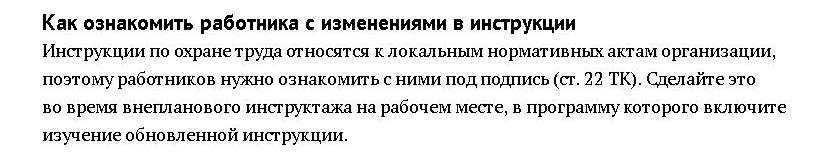 Как ознакомить работника с изменениями в инструкции
Инструкции по охране труда относятся к локальным нормативных актам организации,
поэтому работников нужно ознакомить с ними под подпись (ст. 22 ТК). Сделайте это
во время внепланового инструктажа на рабочем месте, в программу которого включите
изучение обновленной инструкции.